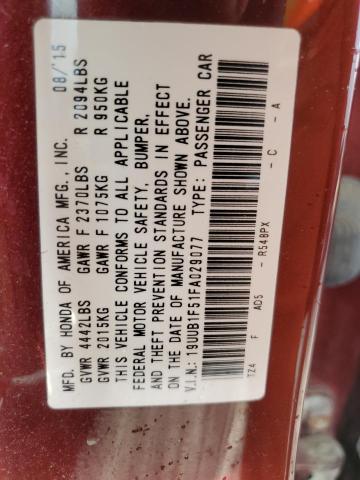 MFD. BY HONDA OF AMERICA MFG., INC. 08/'15
GVWR 4442LBS GAWR F 2370LBS R 2094LBS
GVWR 2015KG GAWR F 1075KG R 950KG
THIS VEHICLE CONFORMS TO ALL APPLICABLE
FEDERAL MOTOR VEHICLE SAFETY, BUMPER,
AND THEFT PREVENTION STANDARDS IN EFFECT
ON THE DATE OF MANUFACTURE SHOWN ABOVE.
V.I.N.: 19UUB1F51FA029077 TYPE: PASSENGER CAR
TZ4 F AD5 - R548PX - C - A